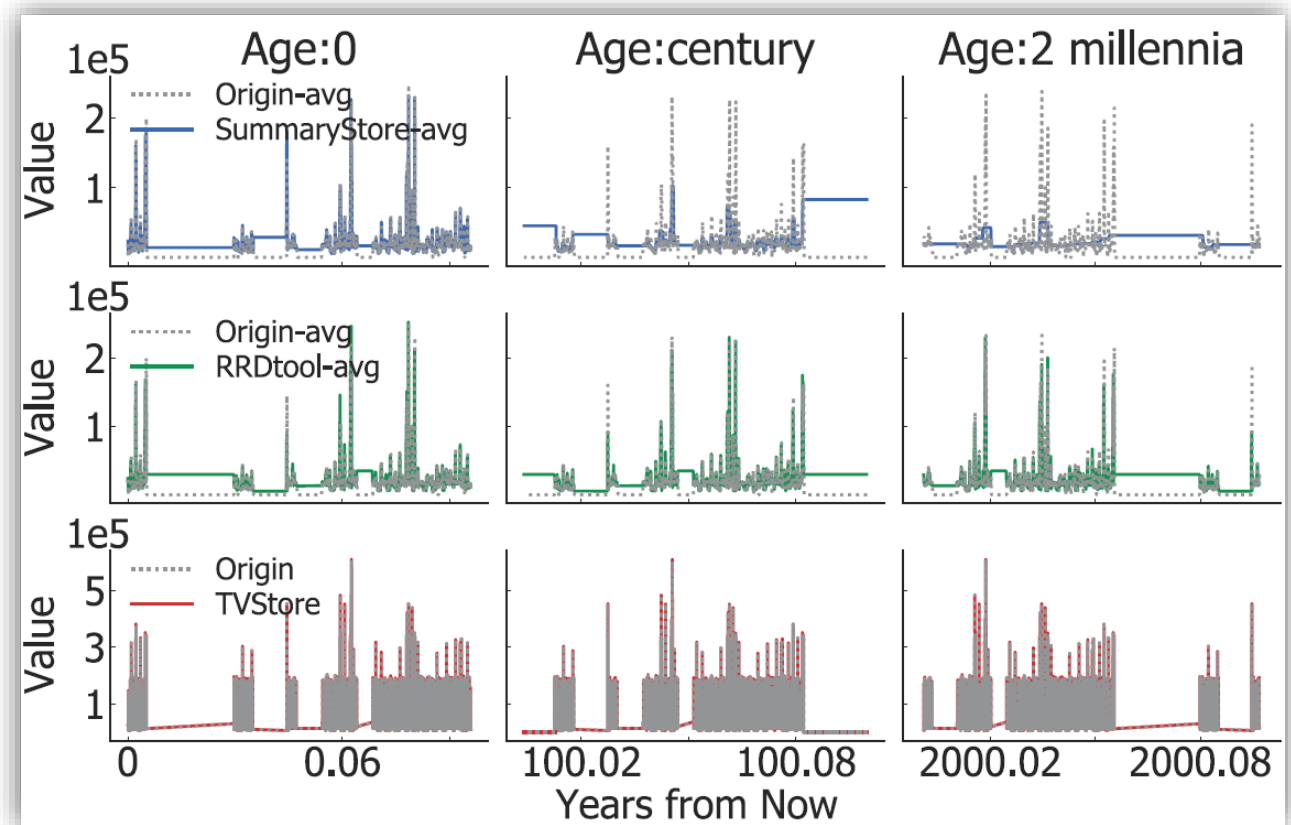 Age:0 Age:century Age:2 millennia
1e5
Origin-avg
SummaryStore-avg
2
1
Value
1e5
Origin-avg
RRDtool-avg
2
1
Value
1e5
Origin
TVStore
5
3
1
Value
0 0.06 100.02 100.08 2000.02 2000.08
Years from Now